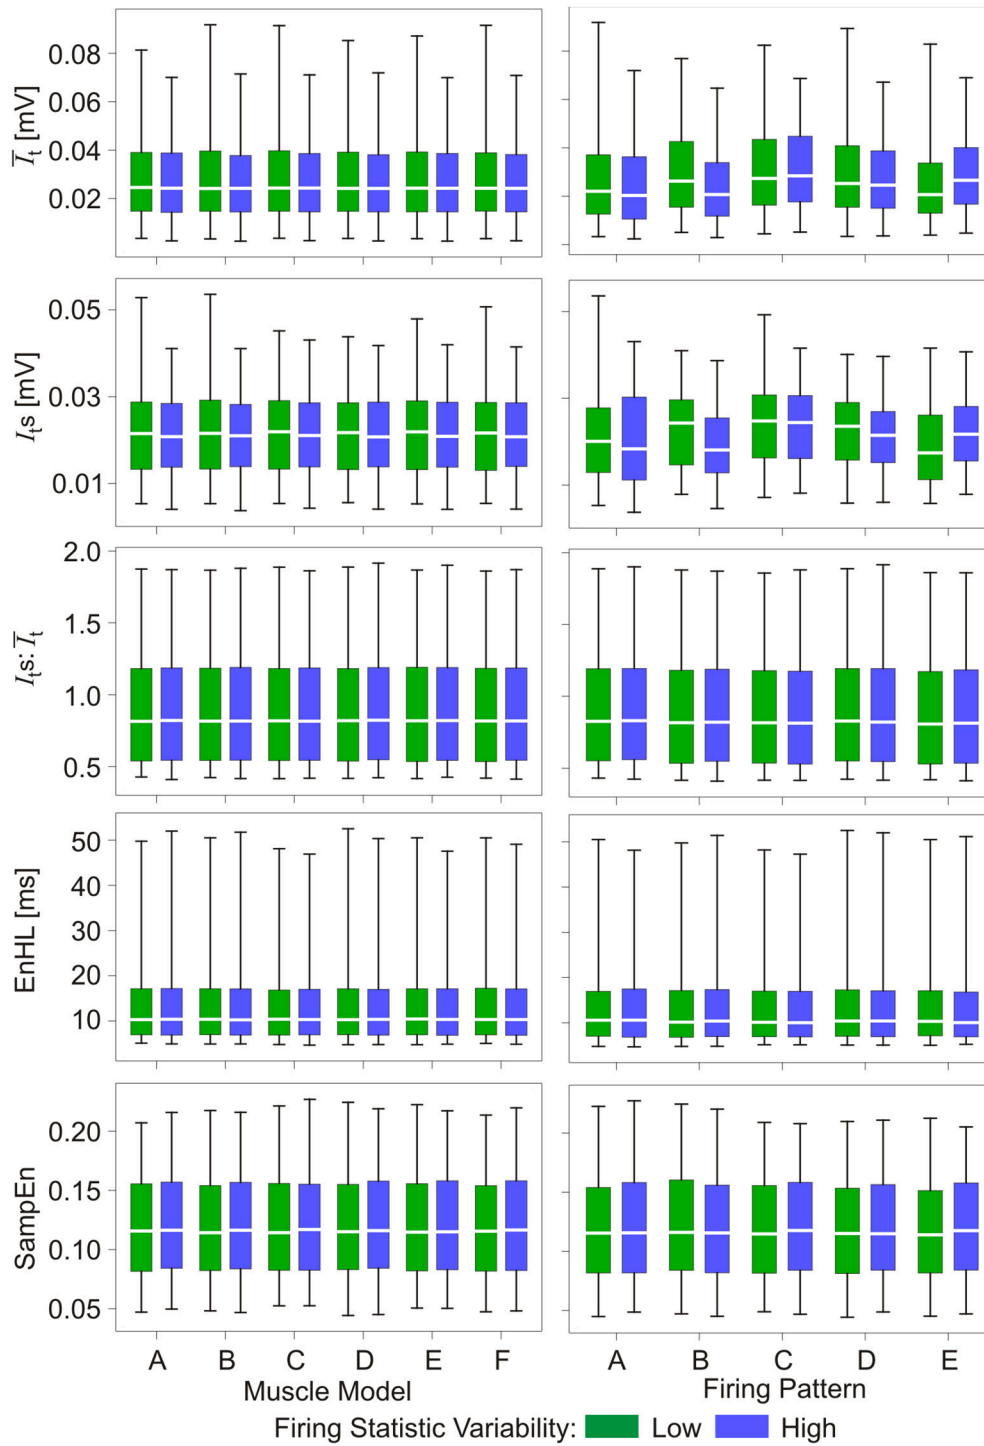 I̅t [mV]
0.08
0.06
0.04
0.02
Its [mV]
0.05
0.03
0.01
Its: I̅t
2.0
1.5
1.0
0.5
EnHL [ms]
50
40
30
20
10
SampEn
0.20
0.15
0.10
0.05
A B C D E F
A B C D E
Muscle Model
Firing Pattern
Firing Statistic Variability: Low High